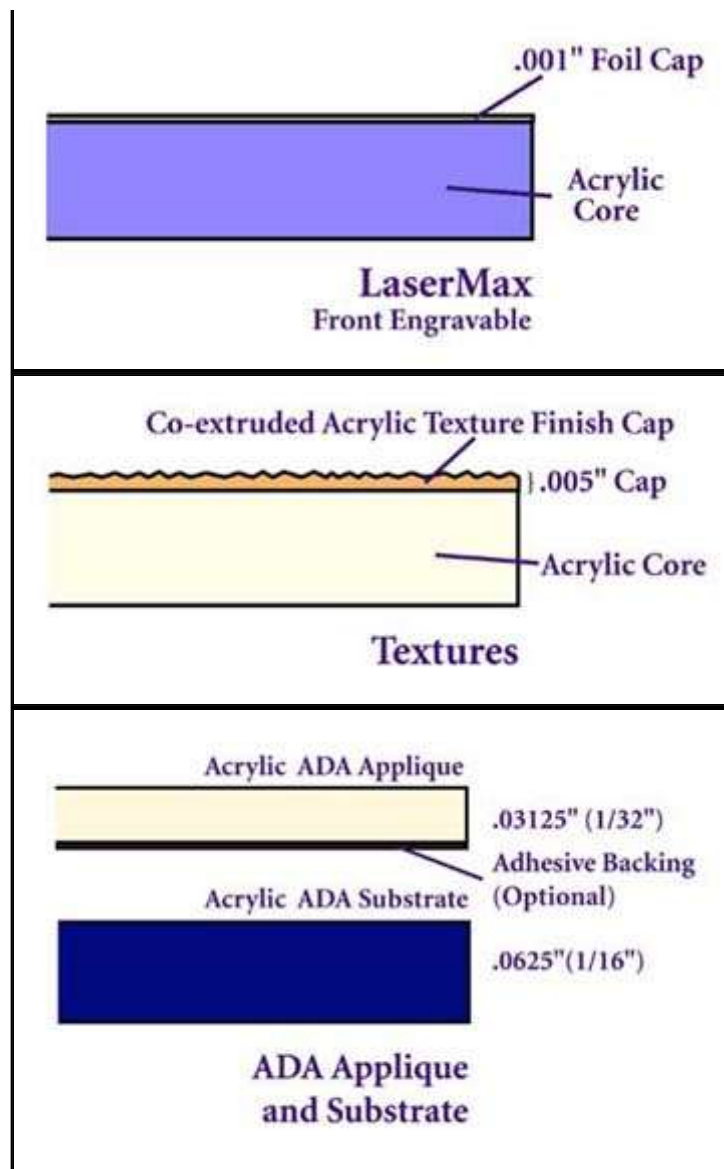 .001" Foil Cap
Acrylic
Core
LaserMax
Front Engravable
Co-extruded Acrylic Texture Finish Cap
}.005" Cap
Acrylic Core
Textures
Acrylic ADA Applique
.03125" (1/32")
Adhesive Backing
(Optional)
Acrylic ADA Substrate
.0625"(1/16")
ADA Applique
and Substrate